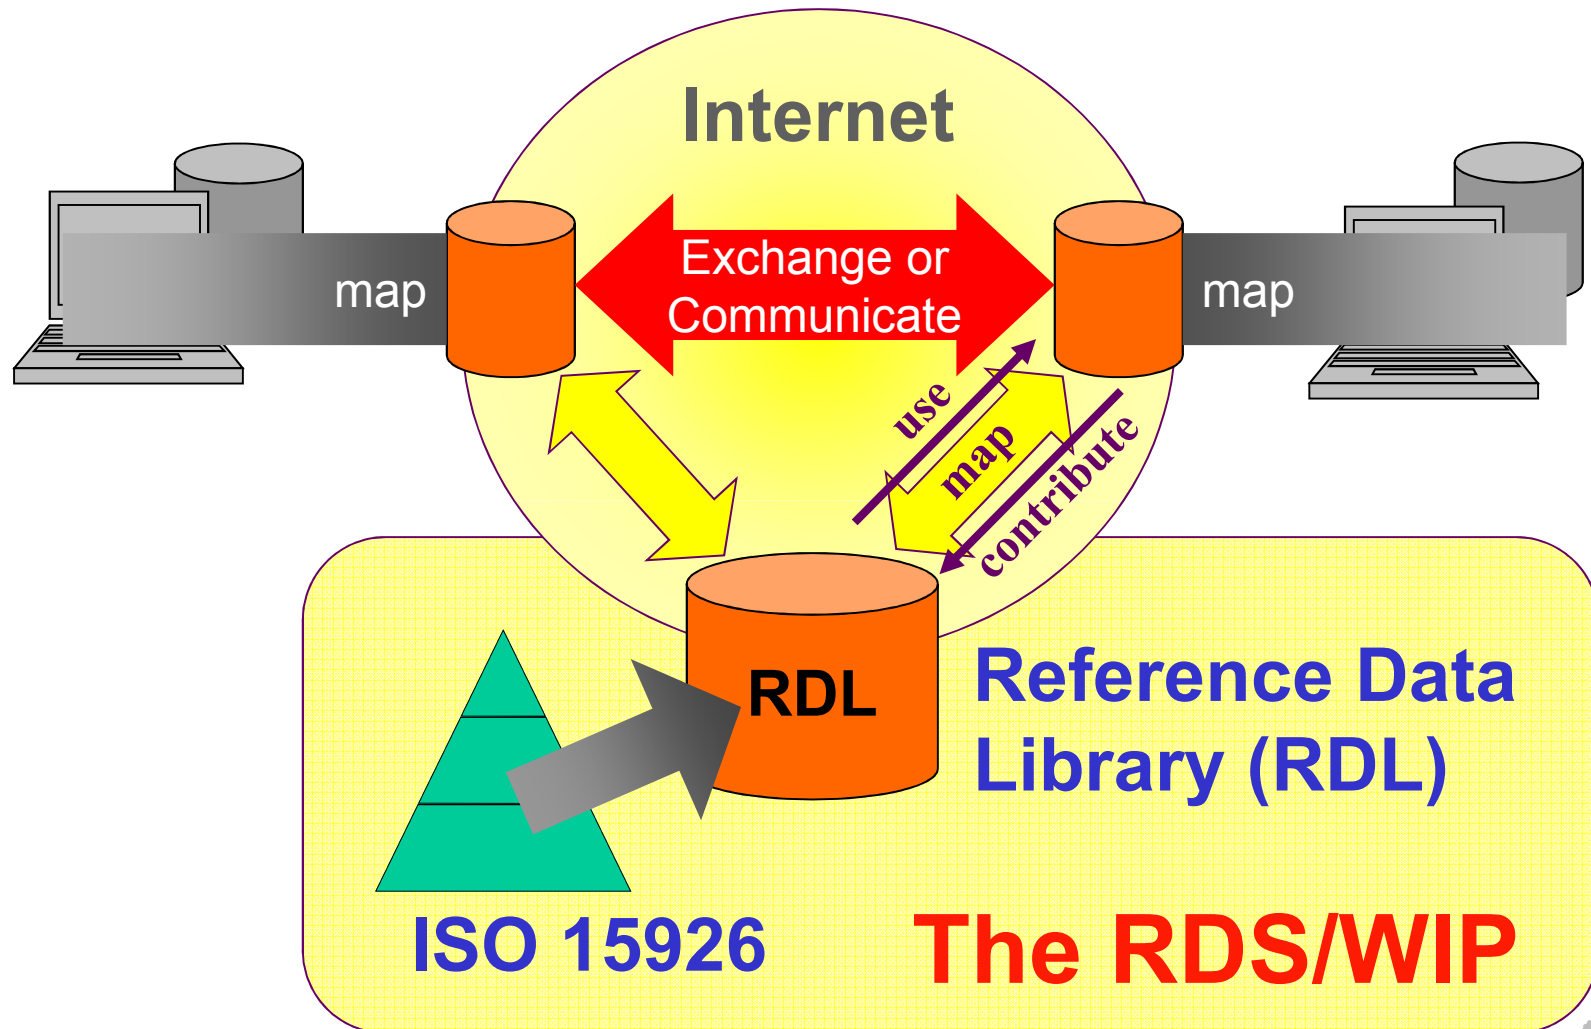 Internet
map
Exchange or
Communicate
map
use
map
contribute
RDL
Reference Data
Library (RDL)
ISO 15926
The RDS/WIP